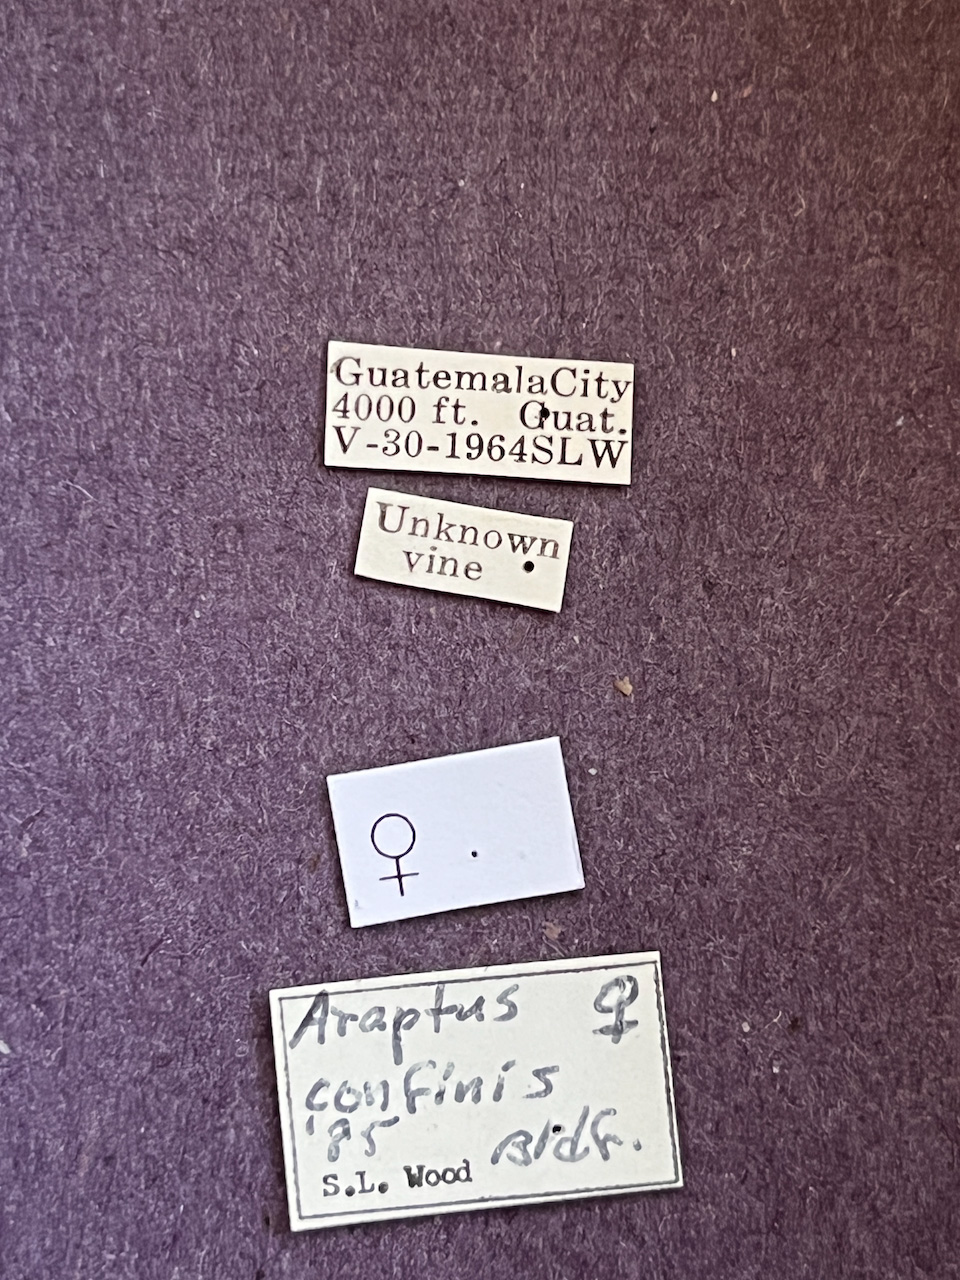 GuatemalaCity
4000 ft. Guat.
V-30-1964SLW
Unknown
vine
♀
Araptus ♀
confinis
'85 Bldf.
S.L. Wood